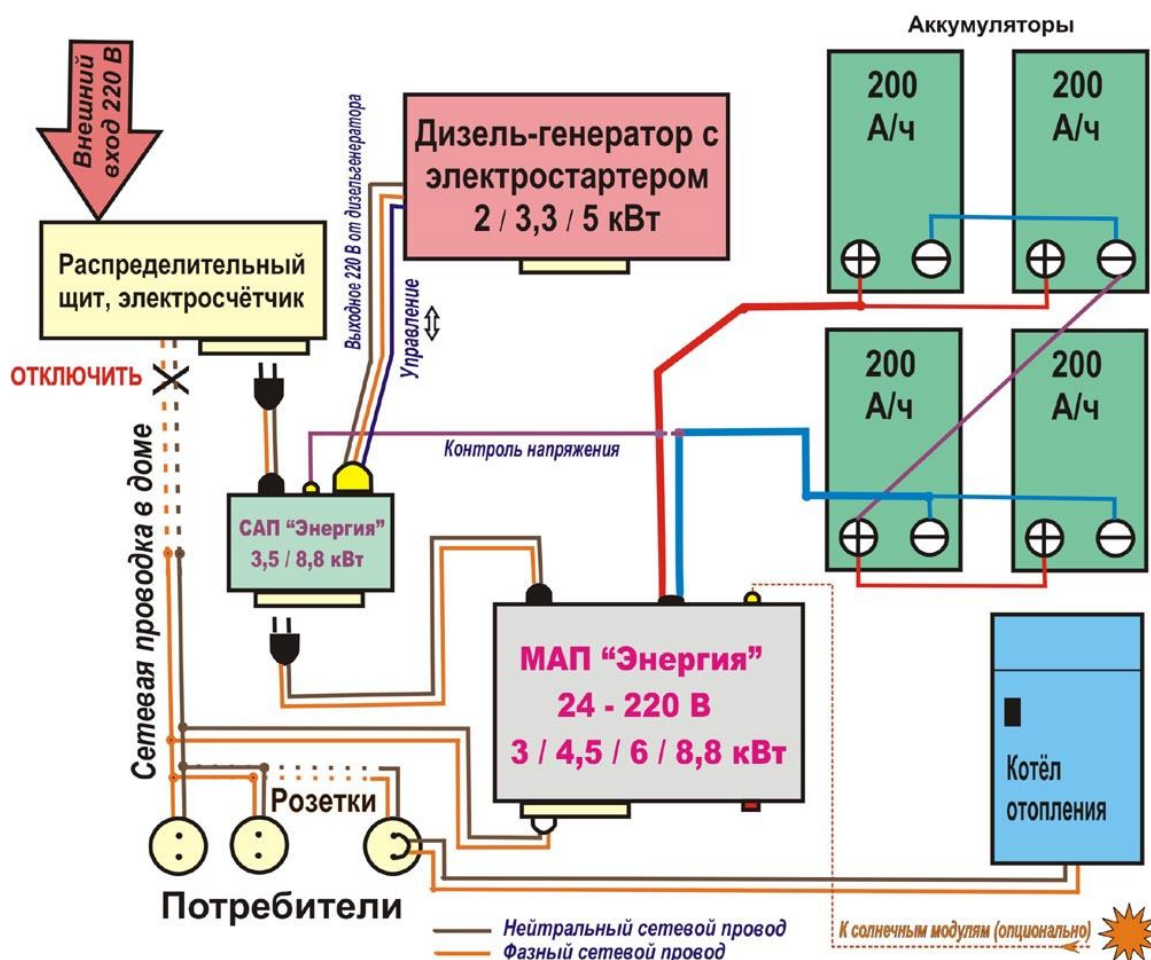 Аккумуляторы
Внешний
вход 220 В
200
А/ч
200
А/ч
Дизель-генератор с
электростартером
2 / 3,3 / 5 кВт
Выходное 220 В от дизельгенератора
Управление
Распределительный
щит, электросчётчик
ОТКЛЮЧИТЬ
200
А/ч
200
А/ч
Контроль напряжения
Сетевая проводка в доме
САП “Энергия”
3,5 / 8,8 кВт
МАП “Энергия”
24 - 220 В
3 / 4,5 / 6 / 8,8 кВт
Котёл
отопления
Розетки
Потребители
Нейтральный сетевой провод
Фазный сетевой провод
К солнечным модулям (опционально)